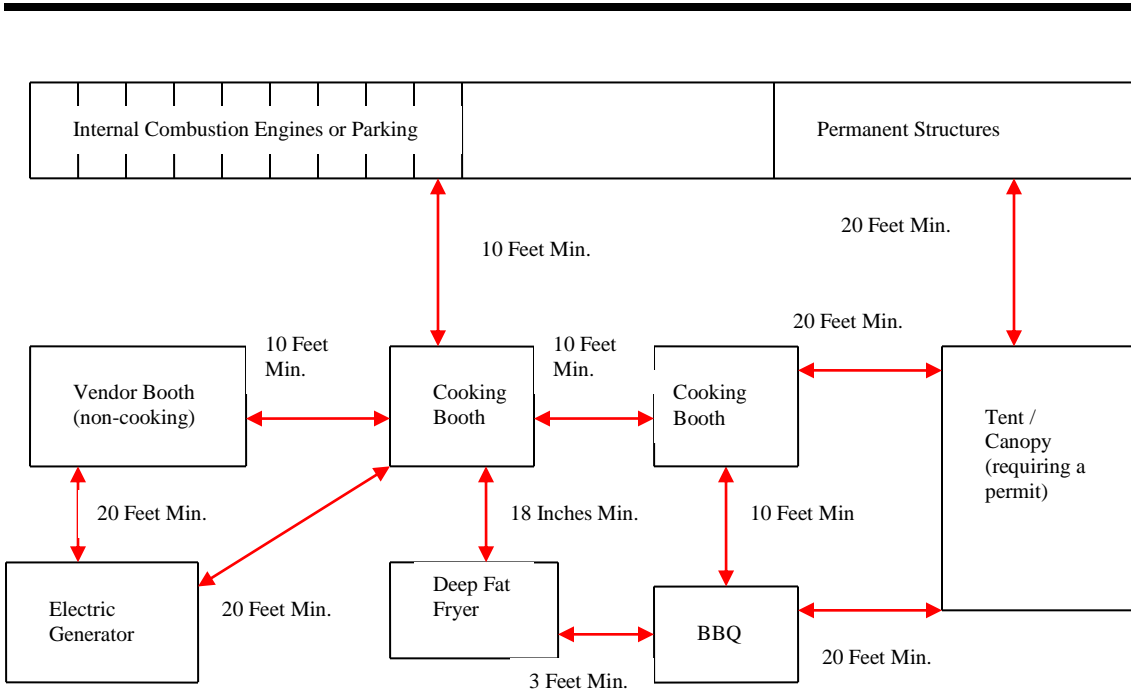 Internal Combustion Engines or Parking
Permanent Structures
20 Feet Min.
10 Feet Min.
20 Feet Min.
10 Feet
Min.
10 Feet
Min.
Vendor Booth
(non-cooking)
Cooking
Booth
Cooking
Booth
Tent /
Canopy
(requiring a
permit)
20 Feet Min.
18 Inches Min.
10 Feet Min
Deep Fat
Fryer
Electric
Generator
20 Feet Min.
BBQ
20 Feet Min.
3 Feet Min.